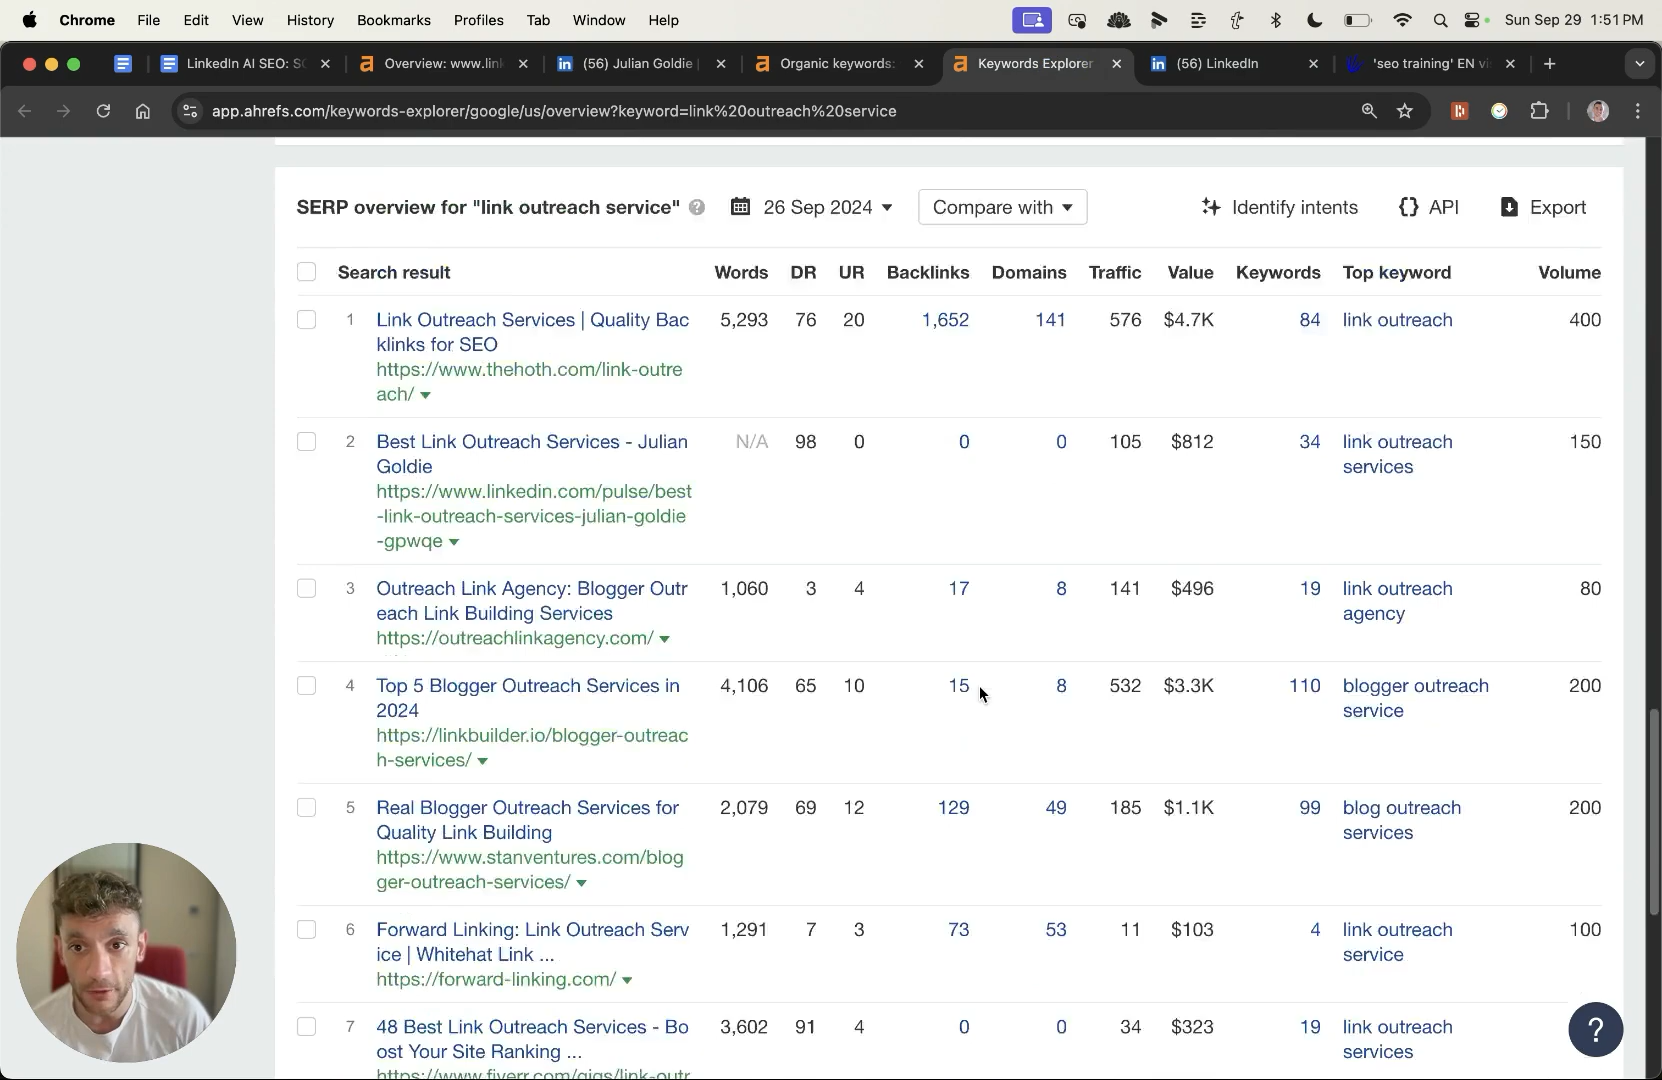 Chrome File Edit View History Bookmarks Profiles Tab Window Help Sun Sep 29 1:51 PM
LinkedIn AI SEO: Overview: www.lin (56) Julian Goldie Organic keywords: Keywords Explorer (56) LinkedIn 'seo training' EN
app.ahrefs.com/keywords-explorer/google/us/overview?keyword=link%20outreach%20service
SERP overview for "link outreach service" ? 26 Sep 2024 Compare with Identify intents {} API Export
Search result Words DR UR Backlinks Domains Traffic Value Keywords Top keyword Volume
1 Link Outreach Services | Quality Bac 5,293 76 20 1,652 141 576 $4.7K 84 link outreach 400
klinks for SEO
https://www.thehoth.com/link-outre
ach/
2 Best Link Outreach Services - Julian N/A 98 0 0 0 105 $812 34 link outreach 150
Goldie services
https://www.linkedin.com/pulse/best
-link-outreach-services-julian-goldie
-gpwqe
3 Outreach Link Agency: Blogger Outr 1,060 3 4 17 8 141 $496 19 link outreach 80
each Link Building Services agency
https://outreachlinkagency.com/
4 Top 5 Blogger Outreach Services in 4,106 65 10 15 8 532 $3.3K 110 blogger outreach 200
2024 service
https://linkbuilder.io/blogger-outreac
h-services/
5 Real Blogger Outreach Services for 2,079 69 12 129 49 185 $1.1K 99 blog outreach 200
Quality Link Building services
https://www.stanventures.com/blog
ger-outreach-services/
6 Forward Linking: Link Outreach Serv 1,291 7 3 73 53 11 $103 4 link outreach 100
ice | Whitehat Link ... service
https://forward-linking.com/
7 48 Best Link Outreach Services - Bo 3,602 91 4 0 0 34 $323 19 link outreach
ost Your Site Ranking ... services
https://www.fiverr.com/gigs/link-outr
?